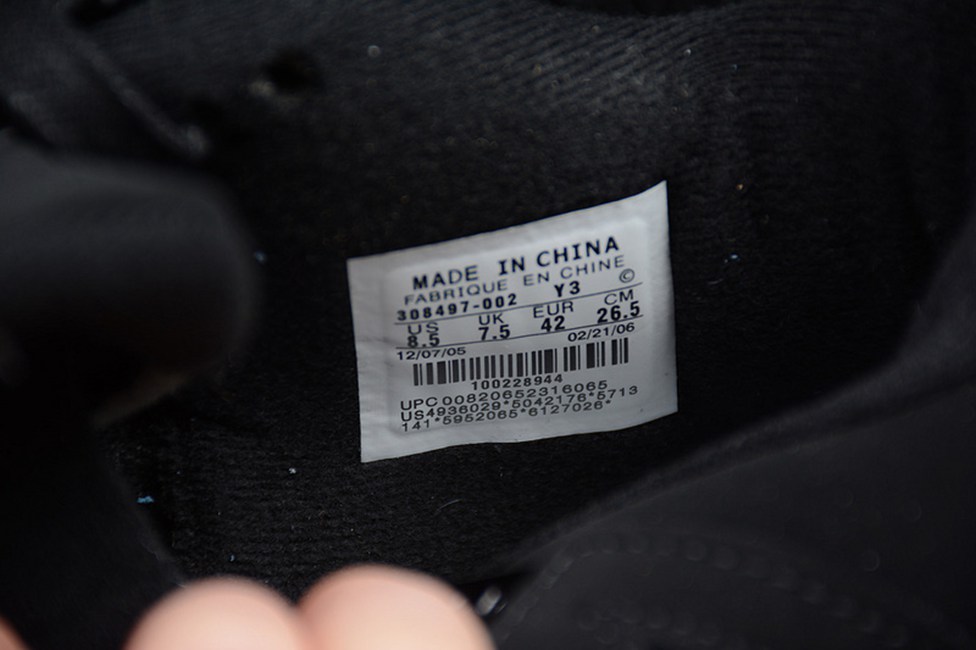 MADE IN CHINA
FABRIQUE EN CHINE ©
308497-002 Y3
US UK EUR CM
8.5 7.5 42 26.5
12/07/05 02/21/06
100228944
UPC 00820652316065
US4936029*5042176*5713
141*5952065*6127026*